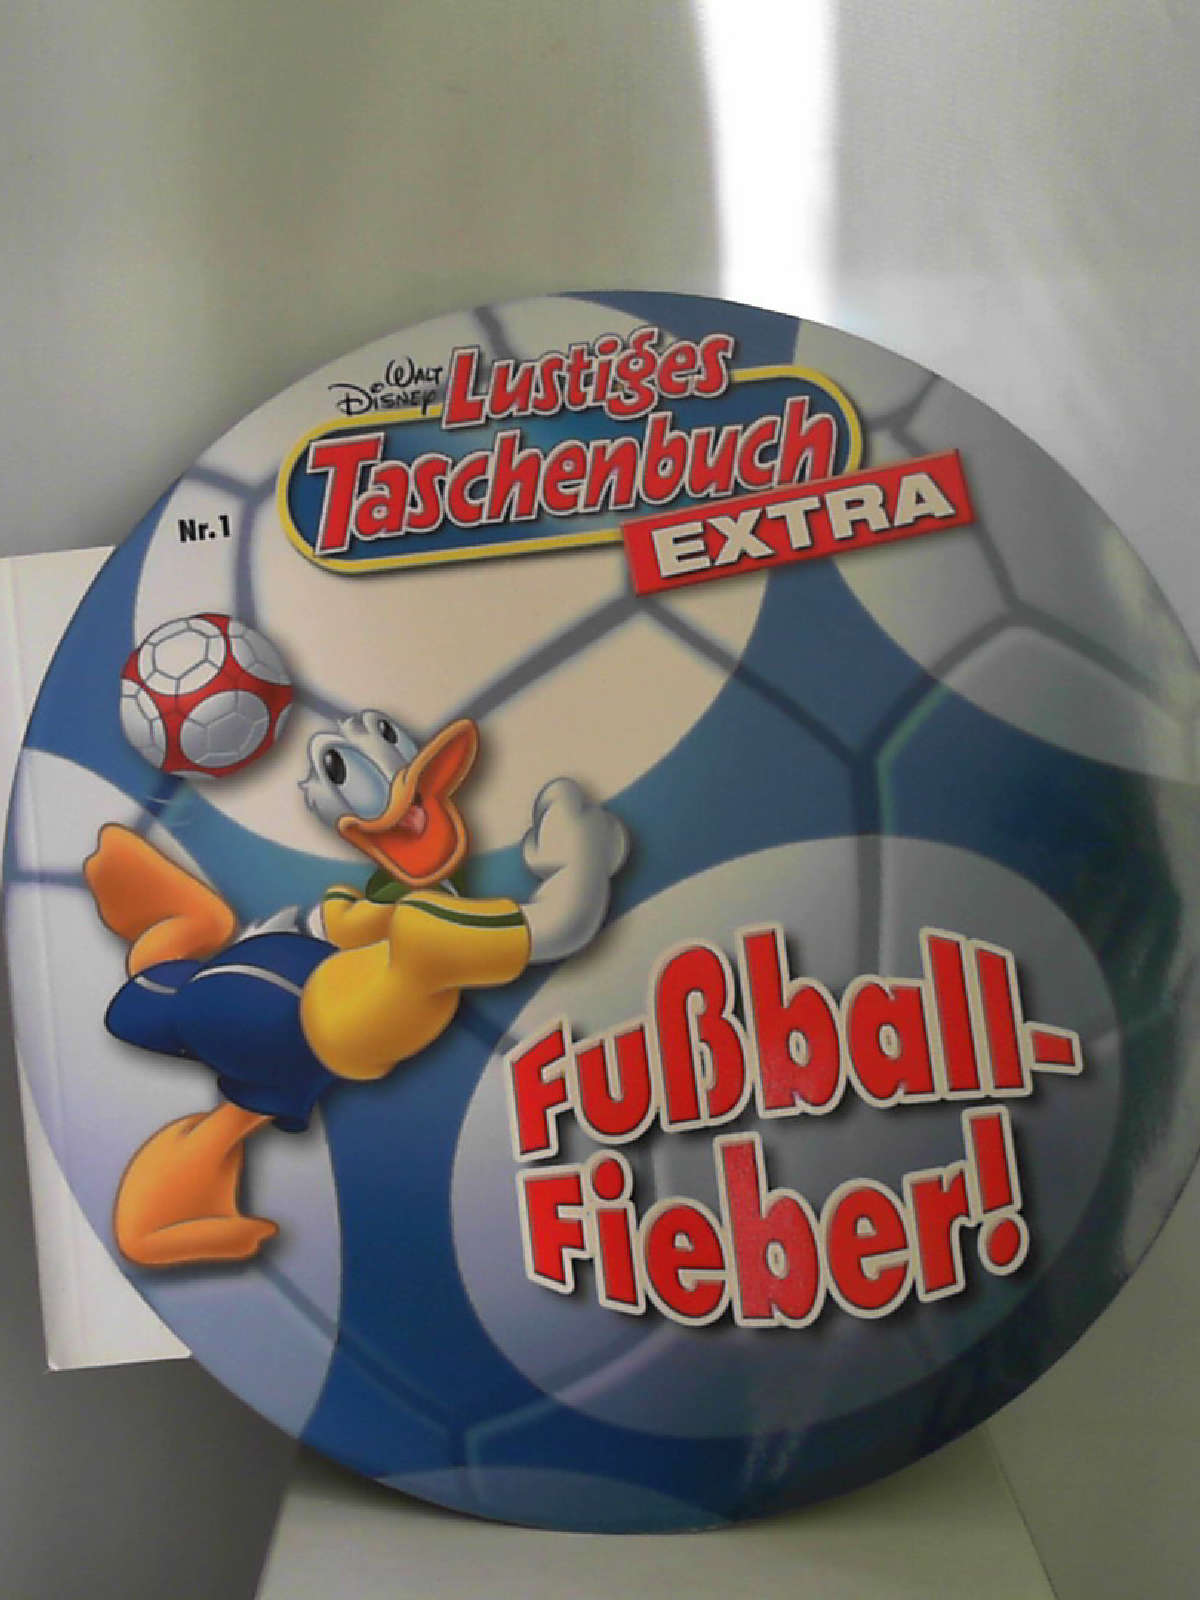 Walt Disney
Lustiges
Taschenbuch
EXTRA
Nr.1
Fußball-
Fieber!